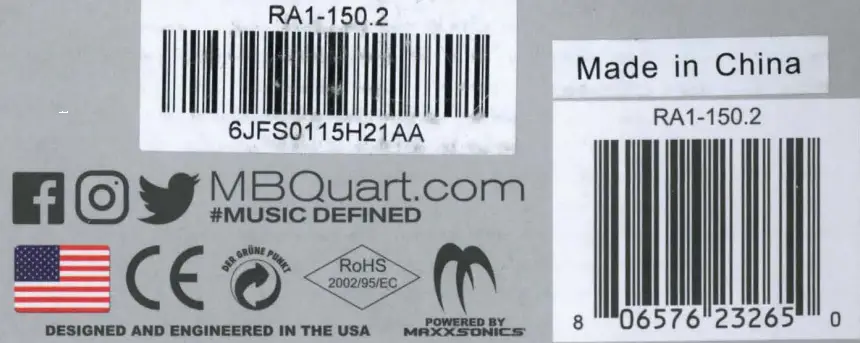 RA1-150.2
6JFS0115H21AA
Made in China
RA1-150.2
8 06576 23265 0
MBQuart.com
#MUSIC DEFINED
CE
DER GRÜNE PUNKT
RoHS
2002/95/EC
DESIGNED AND ENGINEERED IN THE USA
POWERED BY
MAXXSONICS